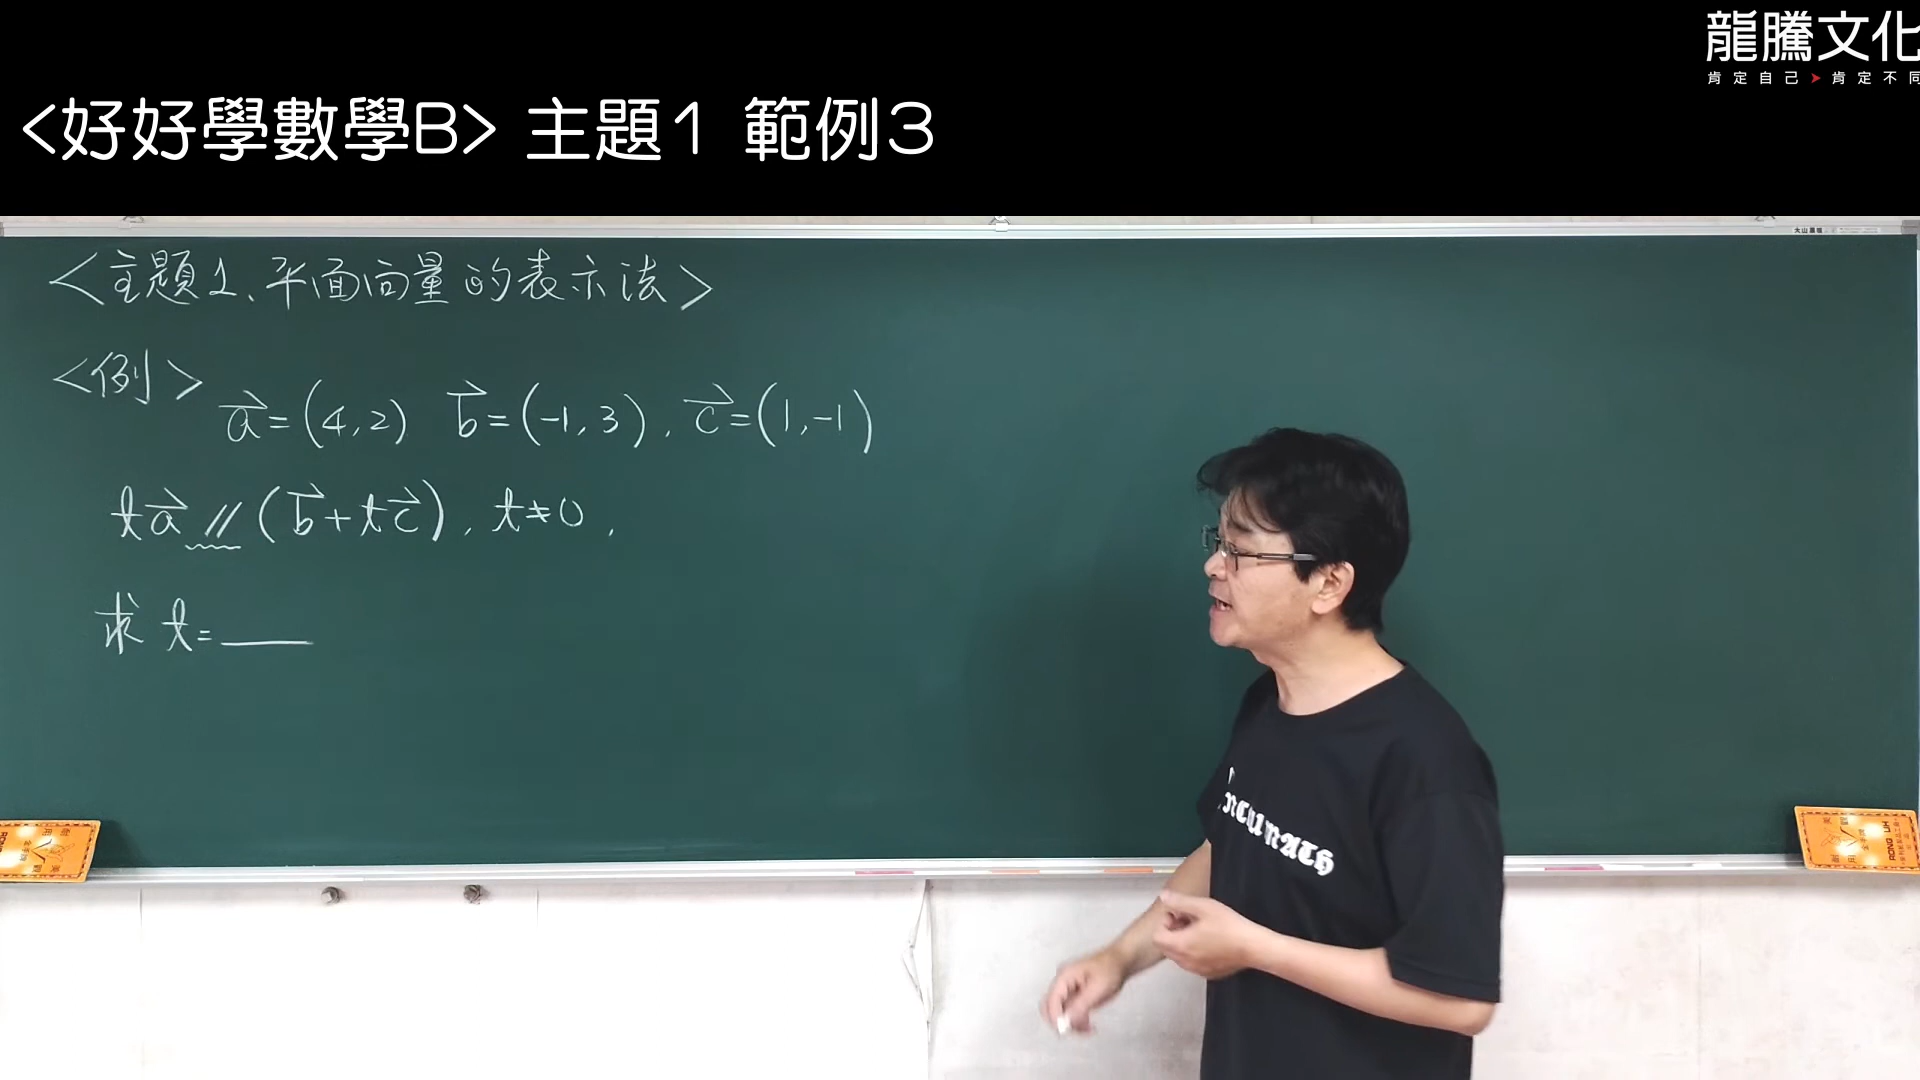 龍騰文化
肯定自己➤肯定不同
<好好學數學B> 主題1 範例3
<主題1、平面向量的表示法>
<例>
a⃗=(4,2) b⃗=(-1,3), c⃗=(1,-1)
ta⃗ // (b⃗+tc⃗), t≠0,
求 t=____
NCUMATH